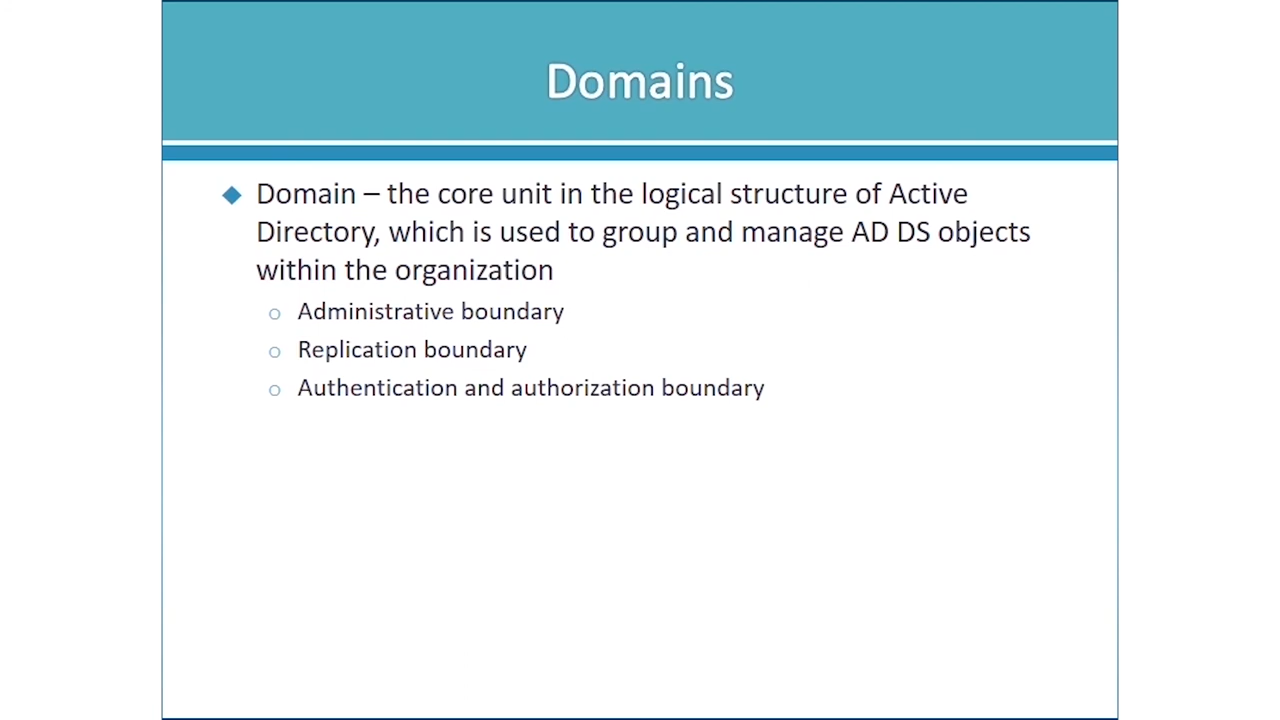 Domains
Domain – the core unit in the logical structure of Active
Directory, which is used to group and manage AD DS objects
within the organization
Administrative boundary
Replication boundary
Authentication and authorization boundary